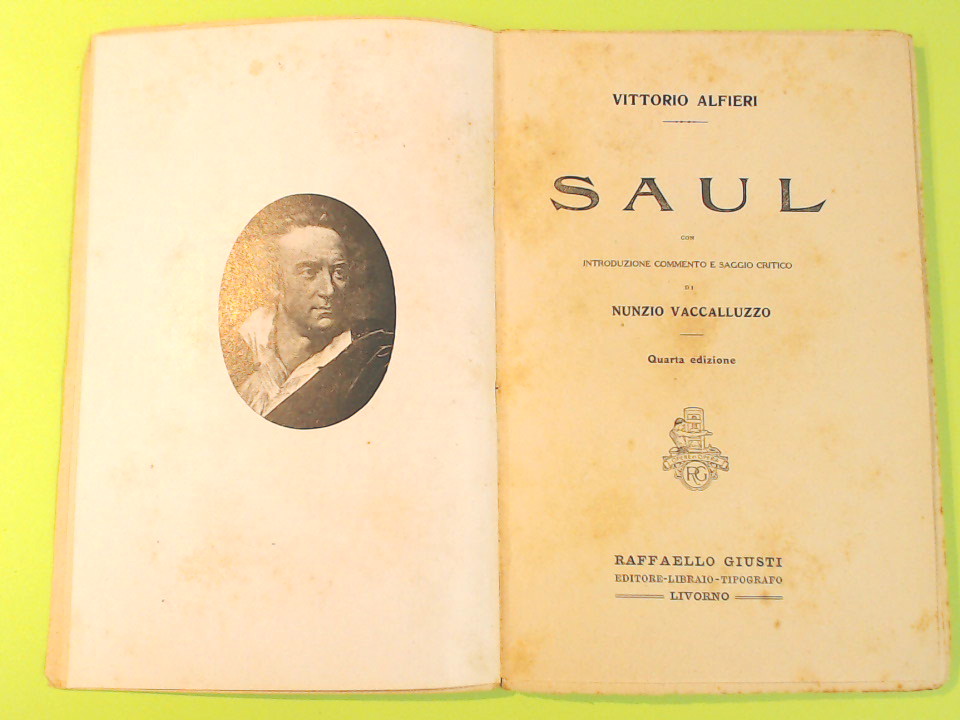 VITTORIO ALFIERI
SAUL
CON
INTRODUZIONE COMMENTO E SAGGIO CRITICO
DI
NUNZIO VACCALLUZZO
Quarta edizione
RG
RAFFAELLO GIUSTI
EDITORE-LIBRAIO-TIPOGRAFO
LIVORNO